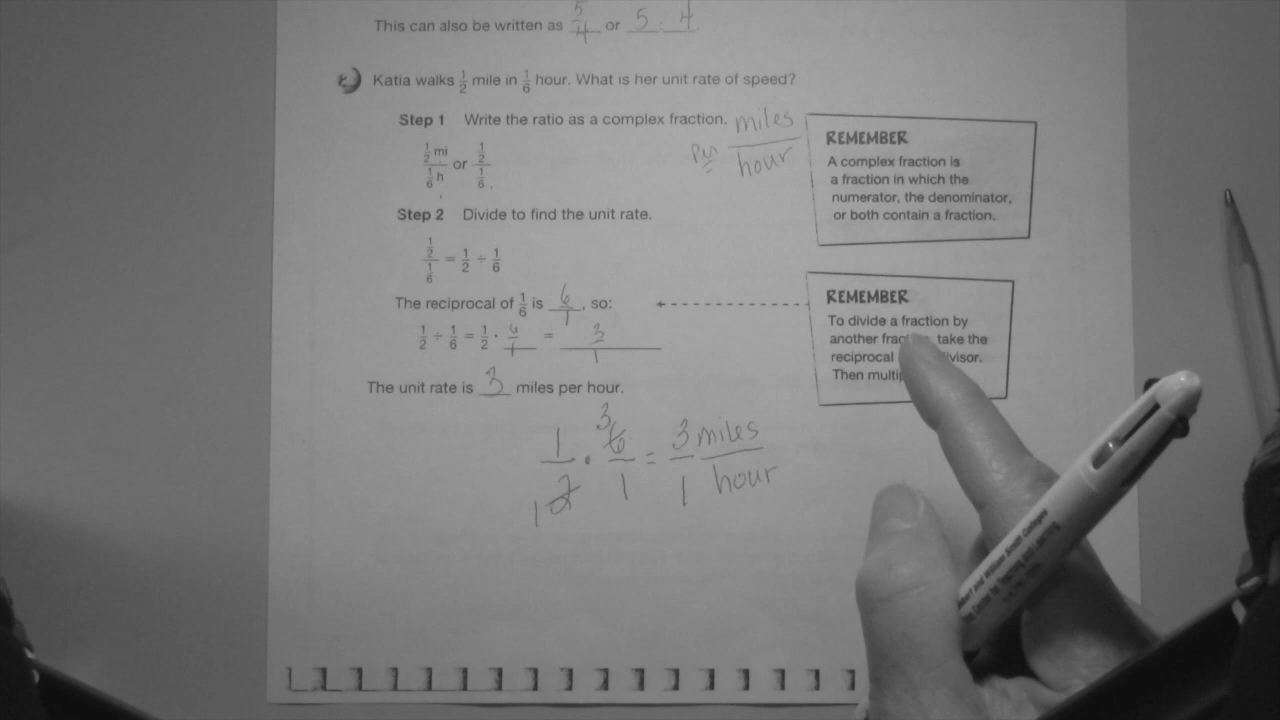 This can also be written as 5/4 or 5 : 4
2 Katia walks 1/2 mile in 1/6 hour. What is her unit rate of speed?
Step 1 Write the ratio as a complex fraction.
per miles/hour
1/2 mi / 1/6 h or 1/2 / 1/6
REMEMBER
A complex fraction is
a fraction in which the
numerator, the denominator,
or both contain a fraction.
Step 2 Divide to find the unit rate.
1/2 / 1/6 = 1/2 ÷ 1/6
The reciprocal of 1/6 is 6/1, so:
1/2 ÷ 1/6 = 1/2 · 6/1 = 3/1
REMEMBER
To divide a fraction by
another take the
reciprocal
Then
The unit rate is 3 miles per hour.
3
1/2 · 6/1 = 3/1 miles/hour
1